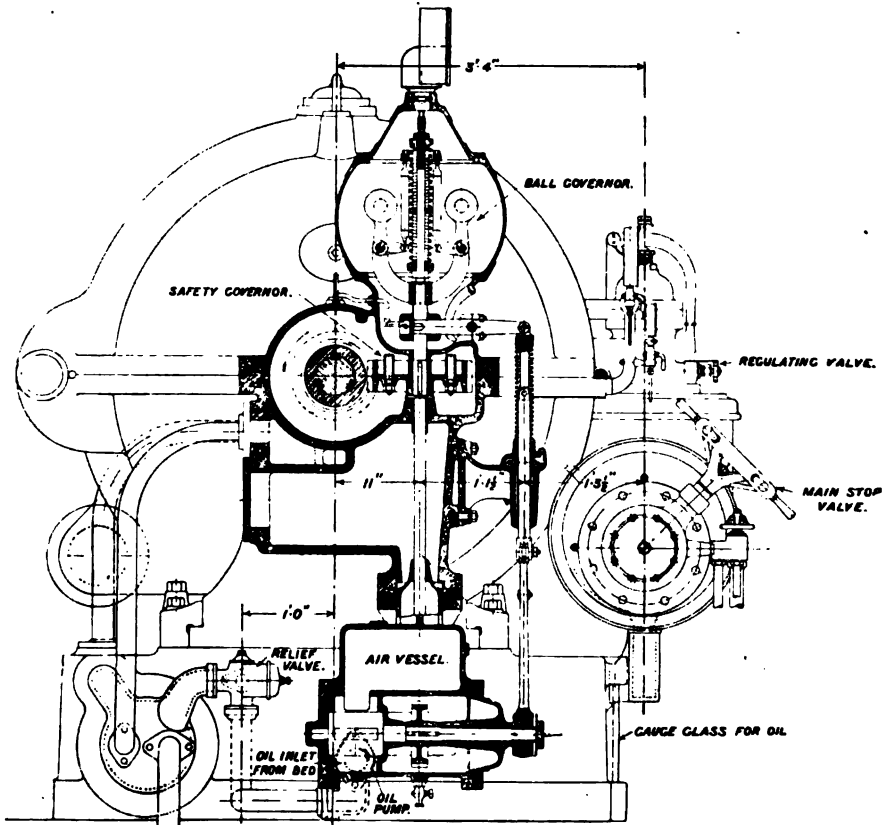 3'.4"
BALL GOVERNOR.
SAFETY GOVERNOR.
REGULATING VALVE.
11"
1.1½"
1.5½"
MAIN STOP
VALVE.
1'.0"
RELIEF
VALVE.
AIR VESSEL.
GAUGE GLASS FOR OIL
OIL INLET
FROM BED
OIL
PUMP.